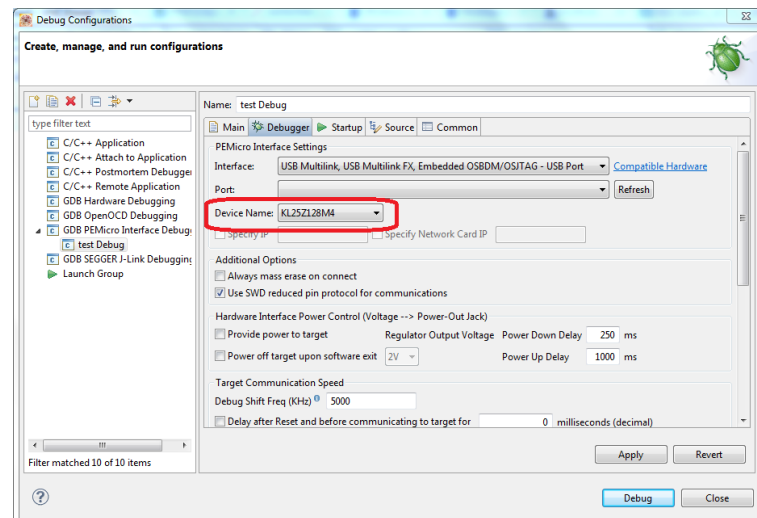 Debug Configurations
Create, manage, and run configurations
type filter text
C/C++ Application
C/C++ Attach to Application
C/C++ Postmortem Debugger
C/C++ Remote Application
GDB Hardware Debugging
GDB OpenOCD Debugging
GDB PEMicro Interface Debug
test Debug
GDB SEGGER J-Link Debugging
Launch Group
Filter matched 10 of 10 items
Name: test Debug
Main Debugger Startup Source Common
PEMicro Interface Settings
Interface: USB Multilink, USB Multilink FX, Embedded OSBDM/OSJTAG - USB Port Compatible Hardware
Port: Refresh
Device Name: KL25Z128M4
Specify IP Specify Network Card IP
Additional Options
Always mass erase on connect
Use SWD reduced pin protocol for communications
Hardware Interface Power Control (Voltage --> Power-Out Jack)
Provide power to target Regulator Output Voltage Power Down Delay 250 ms
Power off target upon software exit 2V Power Up Delay 1000 ms
Target Communication Speed
Debug Shift Freq (KHz) 5000
Delay after Reset and before communicating to target for 0 milliseconds (decimal)
Apply Revert
Debug Close